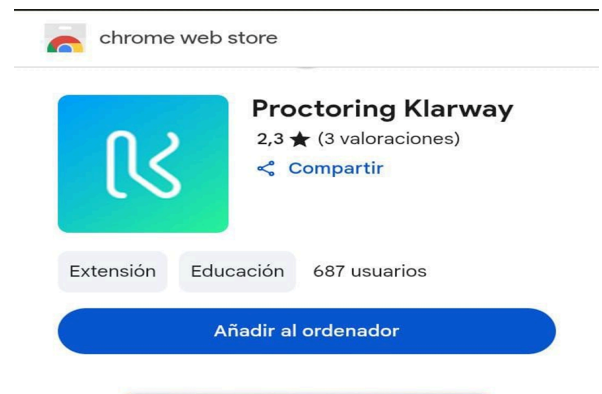 chrome web store
Proctoring Klarway
2,3 ★ (3 valoraciones)
Compartir
Extensión
Educación
687 usuarios
Añadir al ordenador